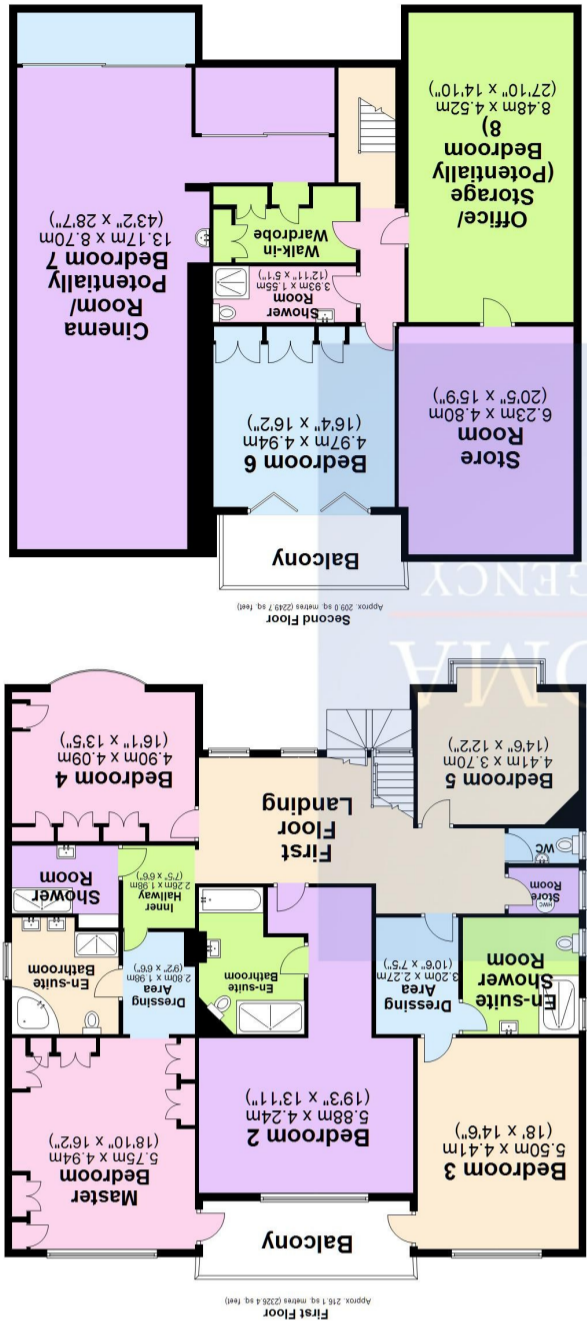 First Floor
Approx. 216.1 sq. metres (2326.4 sq. feet)
Balcony
Bedroom 3
5.50m x 4.41m
(18' x 14'6")
Bedroom 2
5.88m x 4.24m
(19'3" x 13'11")
Master
Bedroom
5.75m x 4.94m
(18'10" x 16'2")
En-suite
Shower
Room
Dressing
Area
3.20m x 2.27m
(10'6" x 7'5")
En-suite
Bathroom
Dressing
Area
2.80m x 1.98m
(9'2" x 6'6")
En-suite
Bathroom
Store
Room
HWC
WC
First
Floor
Landing
Inner
Hallway
2.26m x 1.98m
(7'5" x 6'6")
Shower
Room
Bedroom 5
4.41m x 3.70m
(14'6" x 12'2")
Bedroom 4
4.90m x 4.09m
(16'1" x 13'5")
Second Floor
Approx. 209.0 sq. metres (2249.7 sq. feet)
Balcony
Store
Room
6.23m x 4.80m
(20'5" x 15'9")
Bedroom 6
4.97m x 4.94m
(16'4" x 16'2")
Shower
Room
3.93m x 1.55m
(12'11" x 5'1")
Walk-in
Wardrobe
Cinema
Room/
Potentially
Bedroom 7
13.17m x 8.70m
(43'2" x 28'7")
Office/
Storage
(Potentially
Bedroom
8)
8.48m x 4.52m
(27'10" x 14'10")
OMA
GENCY